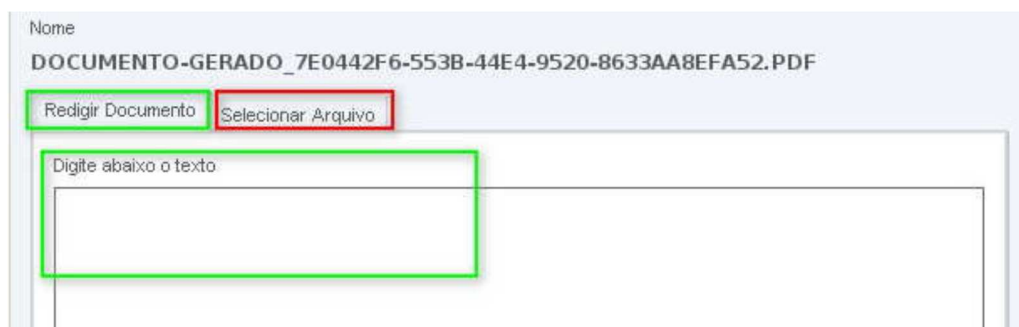 Nome
DOCUMENTO-GERADO_7E0442F6-553B-44E4-9520-8633AA8EFA52.PDF
Redigir Documento Selecionar Arquivo
Digite abaixo o texto